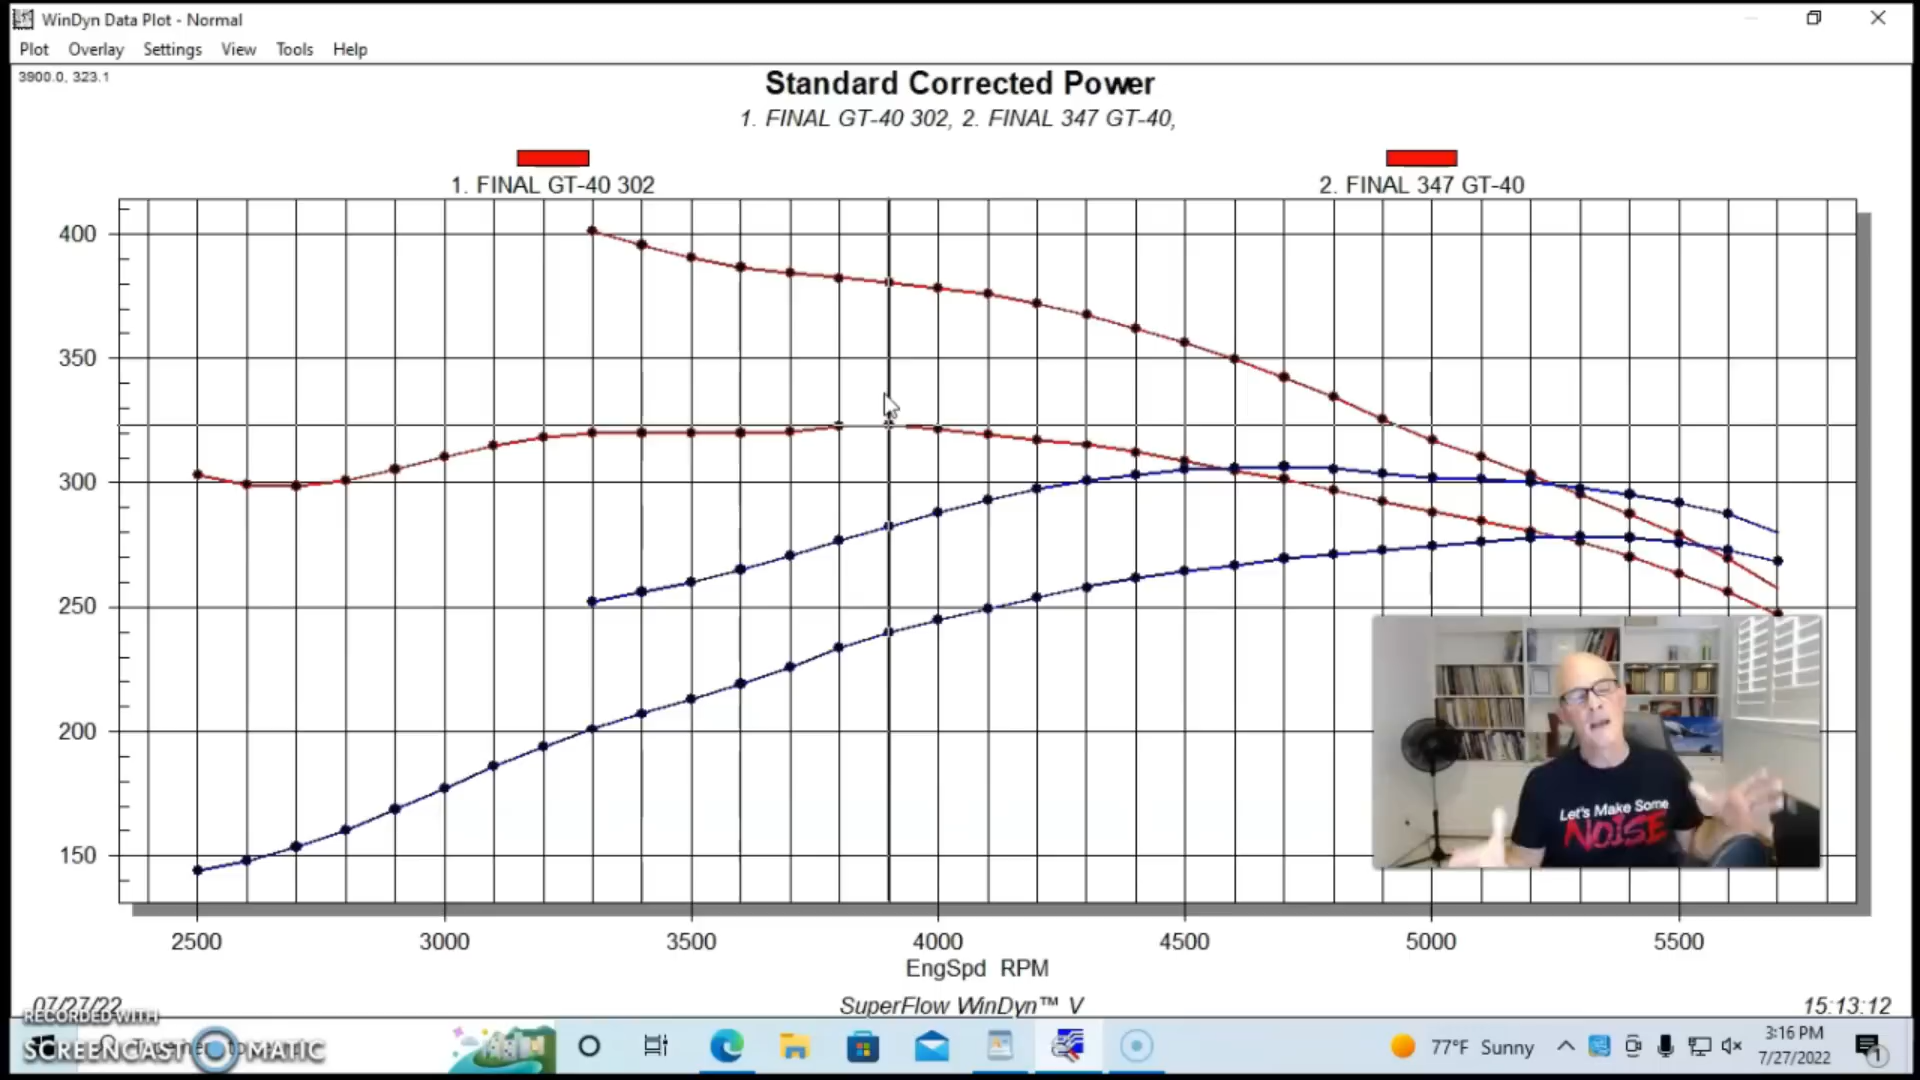 WinDyn Data Plot - Normal
Plot Overlay Settings View Tools Help
3900.0, 323.1
Standard Corrected Power
1. FINAL GT-40 302, 2. FINAL 347 GT-40,
1. FINAL GT-40 302
2. FINAL 347 GT-40
400
350
300
250
200
150
2500 3000 3500 4000 4500 5000 5500
EngSpd RPM
Let's Make Some
NOISE
07/27/22
SuperFlow WinDyn™ V
15:13:12
RECORDED WITH
SCREENCAST MATIC
77°F Sunny
3:16 PM
7/27/2022
1